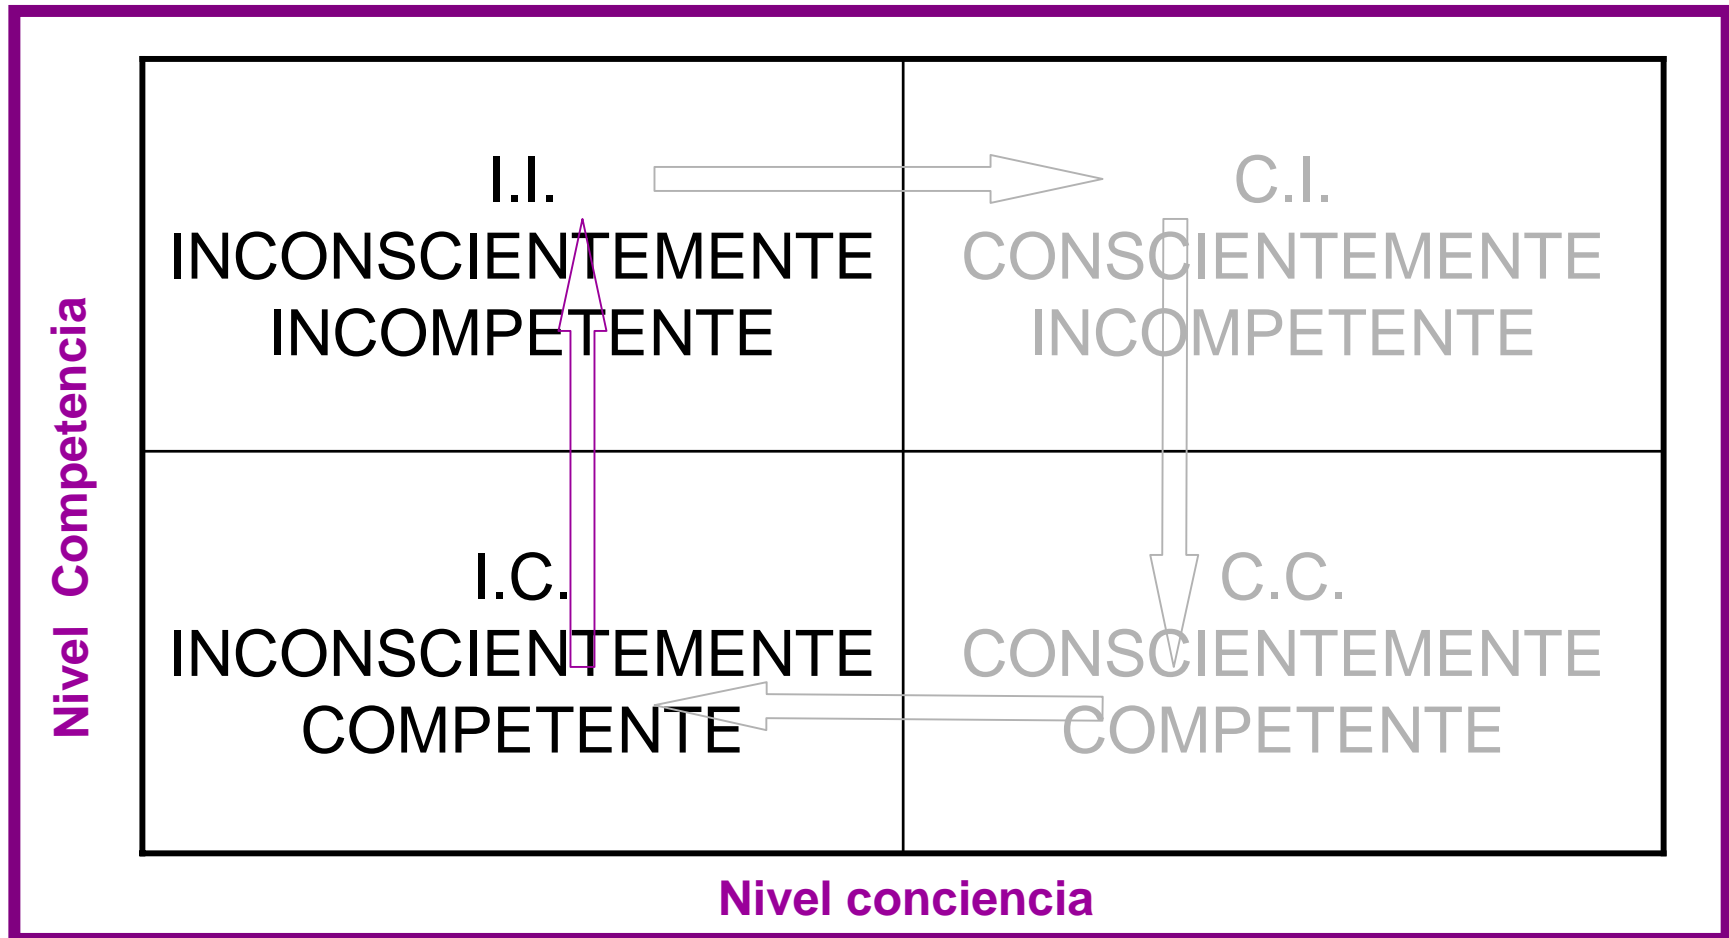 I.I.
INCONSCIENTEMENTE
INCOMPETENTE
C.I.
CONSCIENTEMENTE
INCOMPETENTE
I.C.
INCONSCIENTEMENTE
COMPETENTE
C.C.
CONSCIENTEMENTE
COMPETENTE
Nivel Competencia
Nivel conciencia